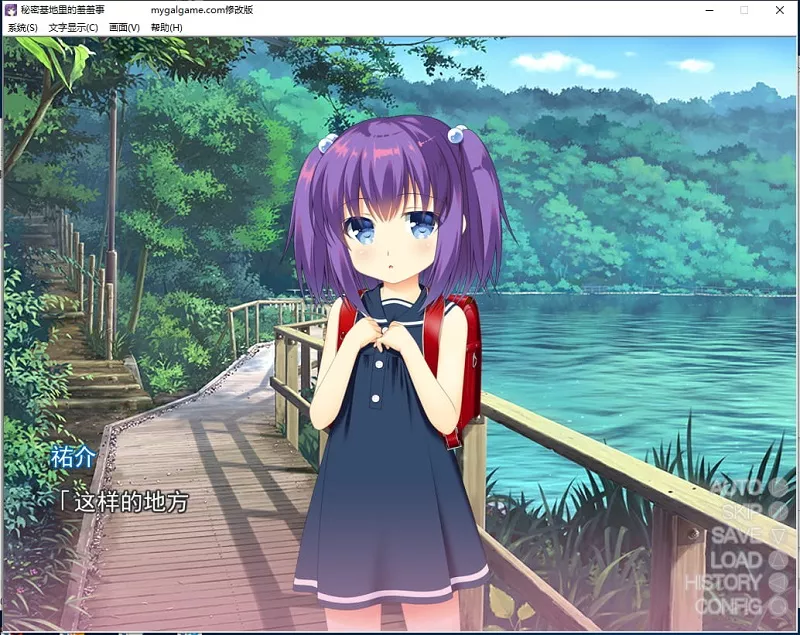 秘密基地里的羞羞事 mygalgame.com修改版
系统(S) 文字显示(C) 画面(V) 帮助(H)
祐介
「这样的地方
AUTO
SKIP
SAVE
LOAD
HISTORY
CONFIG